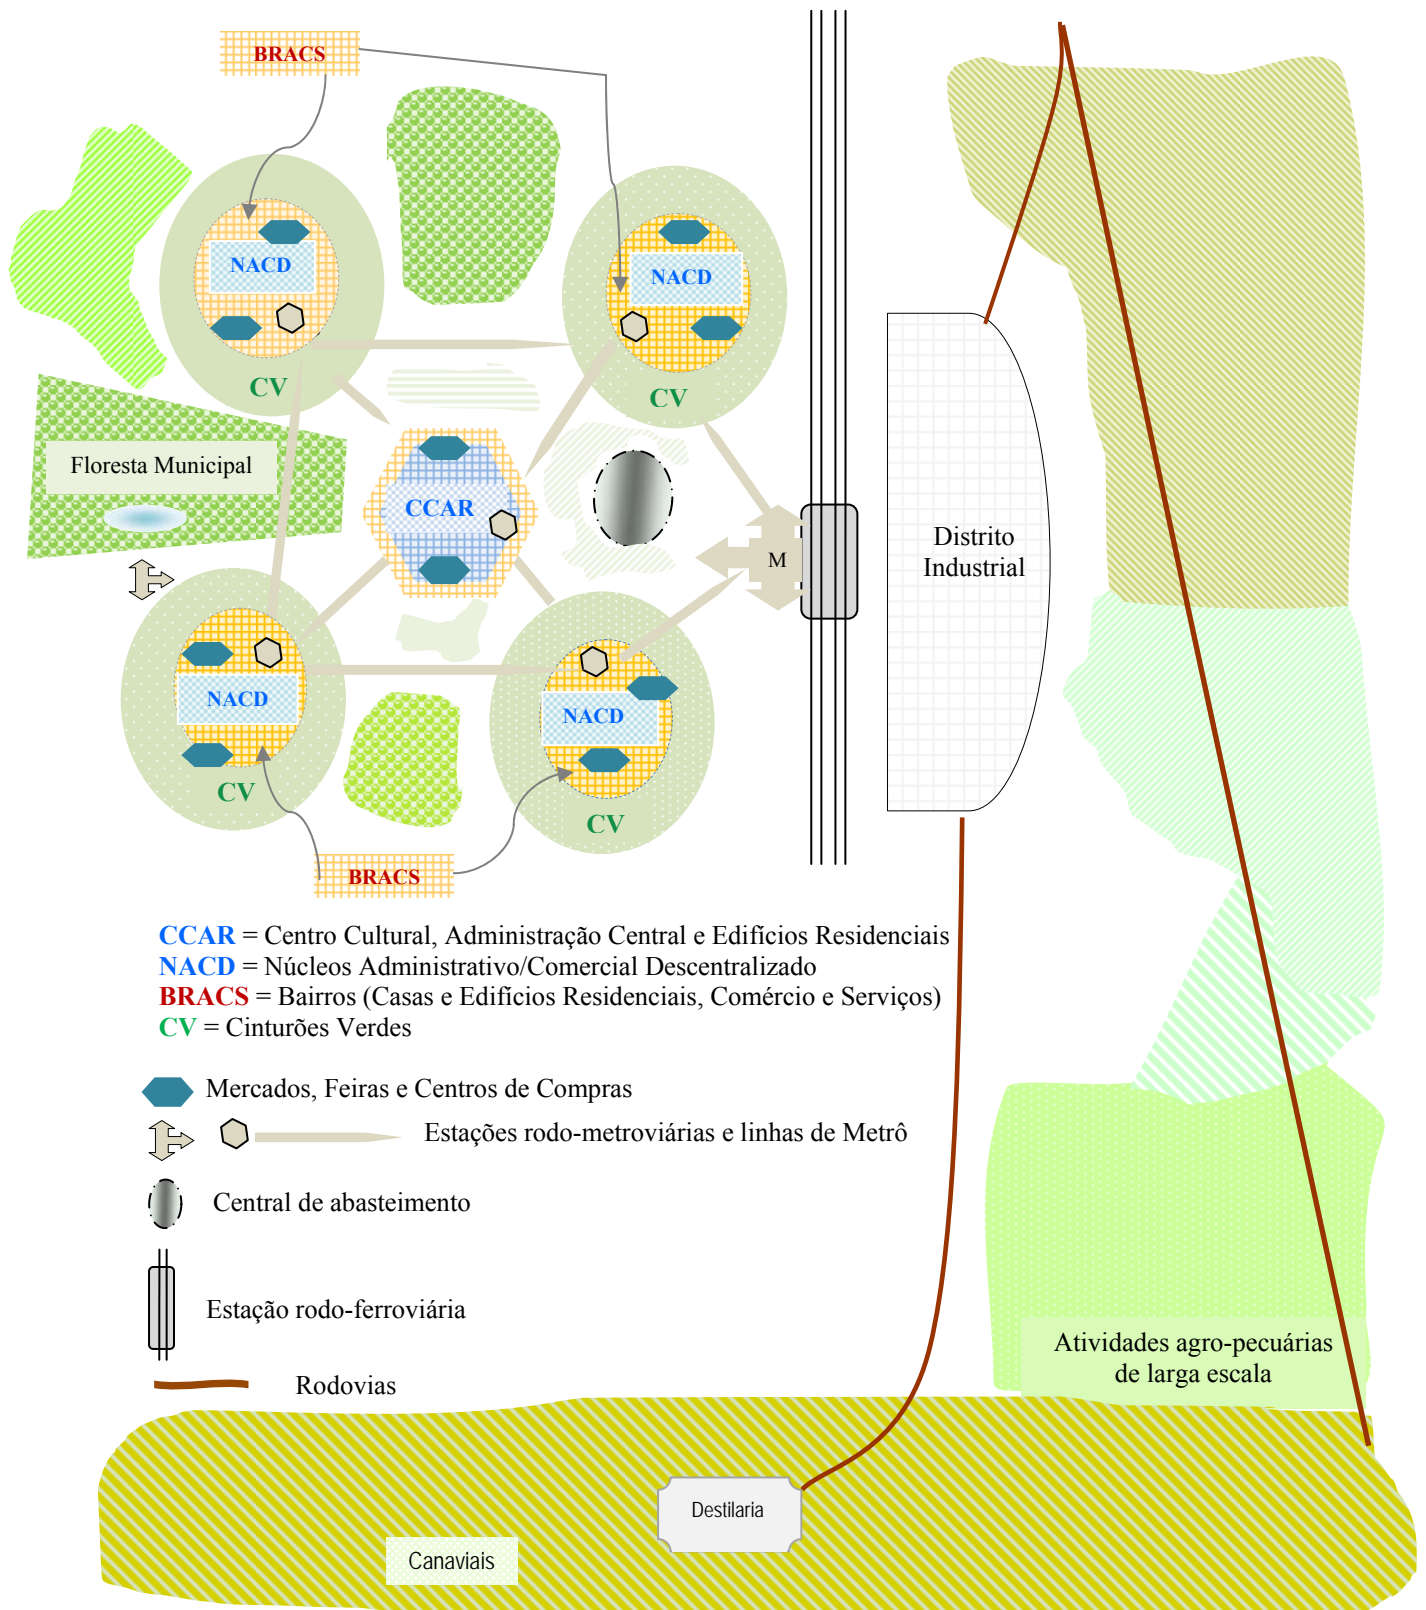 BRACS
NACD
NACD
CV
CV
Floresta Municipal
CCAR
M
Distrito
Industrial
NACD
NACD
CV
CV
BRACS
CCAR = Centro Cultural, Administração Central e Edifícios Residenciais
NACD = Núcleos Administrativo/Comercial Descentralizado
BRACS = Bairros (Casas e Edifícios Residenciais, Comércio e Serviços)
CV = Cinturões Verdes
Mercados, Feiras e Centros de Compras
Estações rodo-metroviárias e linhas de Metrô
Central de abasteimento
Estação rodo-ferroviária
Rodovias
Atividades agro-pecuárias
de larga escala
Destilaria
Canaviais